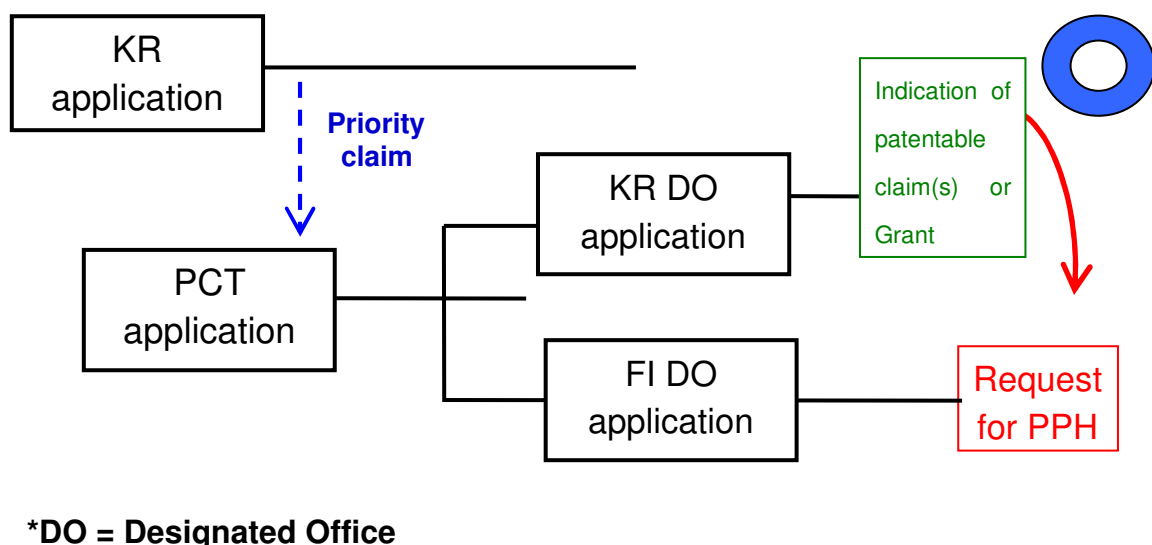 KR
application
Priority
claim
Indication of
patentable
claim(s) or
Grant
KR DO
application
PCT
application
FI DO
application
Request
for PPH
*DO = Designated Office